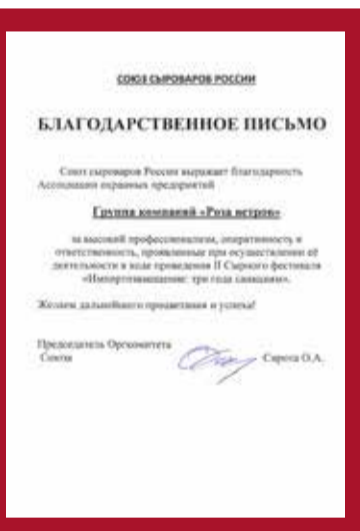 СОЮЗ СЫРОВАРОВ РОССИИ
БЛАГОДАРСТВЕННОЕ ПИСЬМО
Союз сыроваров России выражает благодарность
Ассоциации охранных предприятий
Группа компаний «Роза ветров»
за высокий профессионализм, оперативность и
ответственность, проявленные при осуществлении её
деятельности в ходе проведения II Сырного фестиваля
«Импортозамещение: три года санкциям».
Желаем дальнейшего процветания и успеха!
Председатель Оргкомитета
Союза
Сирота О.А.